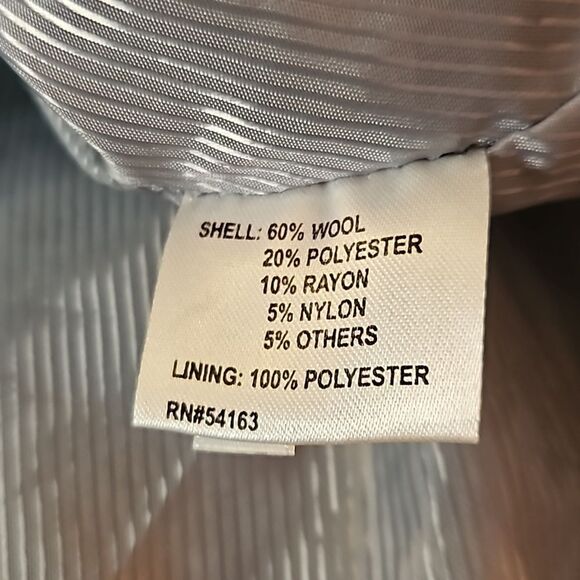 SHELL: 60% WOOL
20% POLYESTER
10% RAYON
5% NYLON
5% OTHERS
LINING: 100% POLYESTER
RN#54163